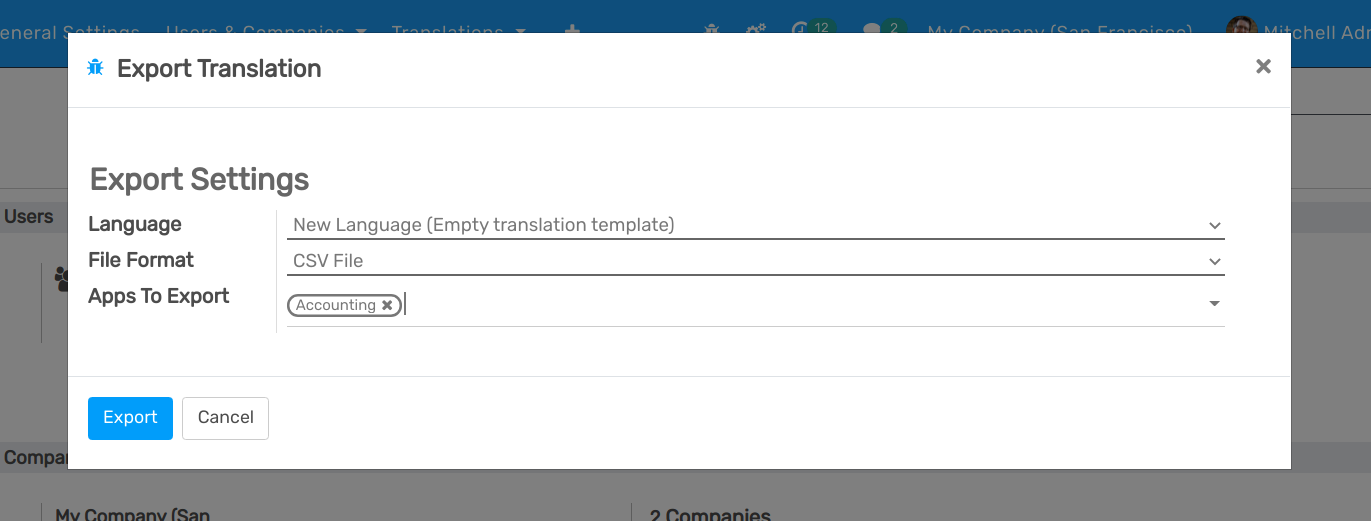 eneral Settings Users & Companies Translations 12 2 My Company (San Francisco) Mitchell Adr
Export Translation
Export Settings
Users
Language New Language (Empty translation template)
File Format CSV File
Apps To Export Accounting
Export Cancel
Compa
My Company (San 2 Companies